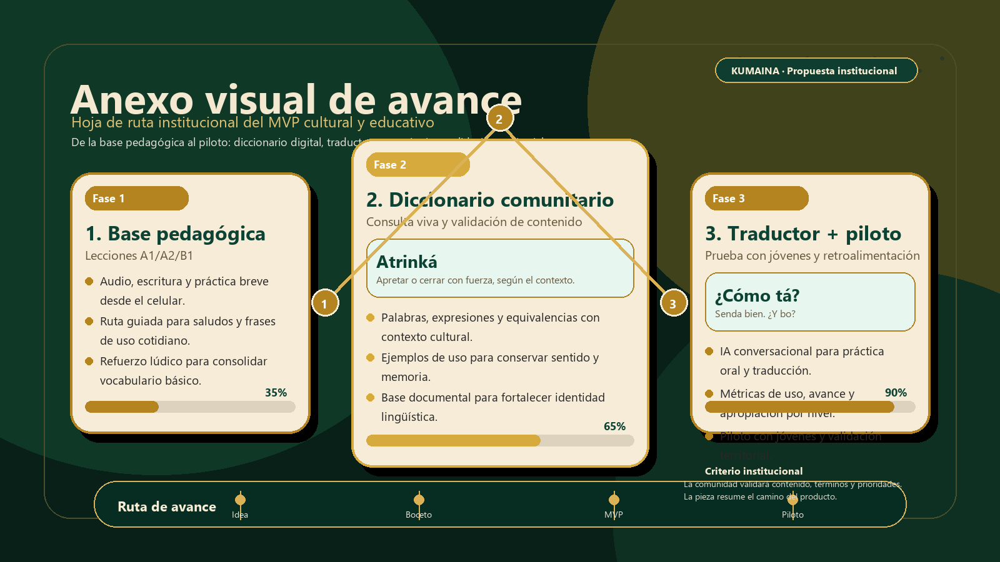 KUMAINA · Propuesta institucional
Anexo visual de avance
Hoja de ruta institucional del MVP cultural y educativo
De la base pedagógica al piloto: diccionario digital, traduct
Fase 1
1. Base pedagógica
Lecciones A1/A2/B1
Audio, escritura y práctica breve
desde el celular.
Ruta guiada para saludos y frases
de uso cotidiano.
Refuerzo lúdico para consolidar
vocabulario básico.
35%
1
2
Fase 2
2. Diccionario comunitario
Consulta viva y validación de contenido
Atrinká
Apretar o cerrar con fuerza, según el contexto.
Palabras, expresiones y equivalencias con
contexto cultural.
Ejemplos de uso para conservar sentido y
memoria.
Base documental para fortalecer identidad
lingüística.
65%
3
Fase 3
3. Traductor + piloto
Prueba con jóvenes y retroalimentación
¿Cómo tá?
Senda bien. ¿Y bo?
IA conversacional para práctica
oral y traducción.
Métricas de uso, avance y
apropiación por nivel.
90%
Piloto con jóvenes y validación
territorial.
Criterio institucional
La comunidad validará contenido, términos y prioridades.
La pieza resume el camino del producto.
Ruta de avance
Idea
Boceto
MVP
Piloto